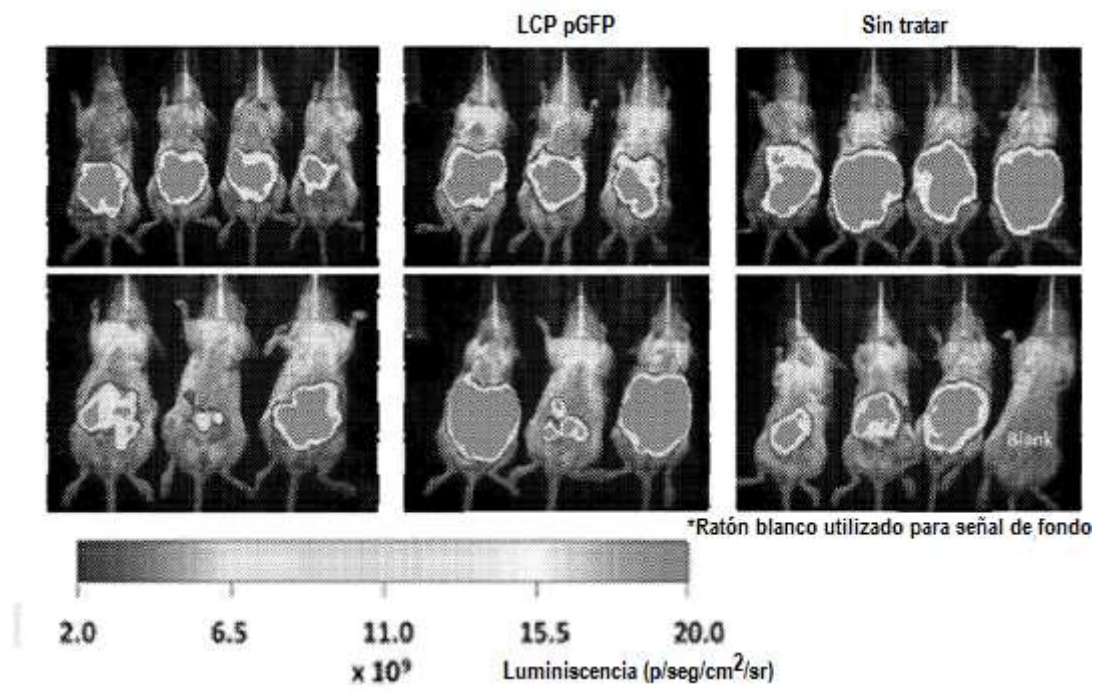 LCP pGFP
Sin tratar
Blank
*Ratón blanco utilizado para señal de fondo
2.0 6.5 11.0 15.5 20.0
x 10⁹ Luminiscencia (p/seg/cm²/sr)